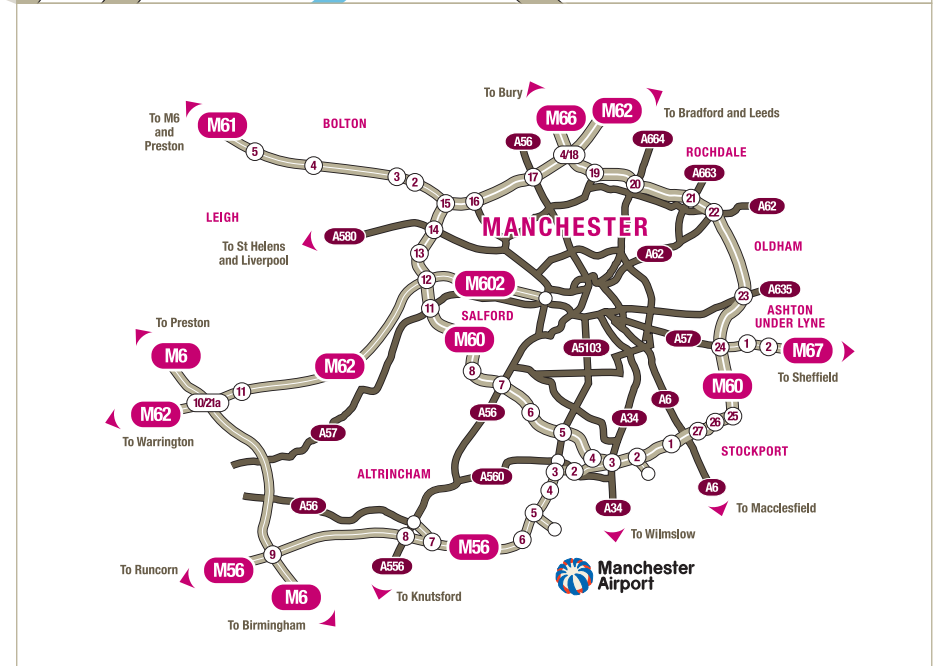 To Bury
M66
M62
To Bradford and Leeds
To M6
and
Preston
M61
BOLTON
A56
A664
ROCHDALE
4/18
5
4
3
2
17
19
20
A663
21
15
16
22
A62
LEIGH
MANCHESTER
A580
14
To St Helens
and Liverpool
13
A62
OLDHAM
12
M602
11
SALFORD
23
A635
ASHTON
UNDER LYNE
To Preston
M6
M60
A5103
A57
24
1
2
M67
To Sheffield
M62
8
7
M60
11
10/21a
M62
To Warrington
A57
A56
6
A34
A6
5
27
26
25
1
STOCKPORT
4
3
2
ALTRINCHAM
A560
3
2
4
A6
To Macclesfield
A56
5
A34
To Wilmslow
8
7
M56
6
9
A556
To Knutsford
To Runcorn
M56
M6
To Birmingham
Manchester
Airport